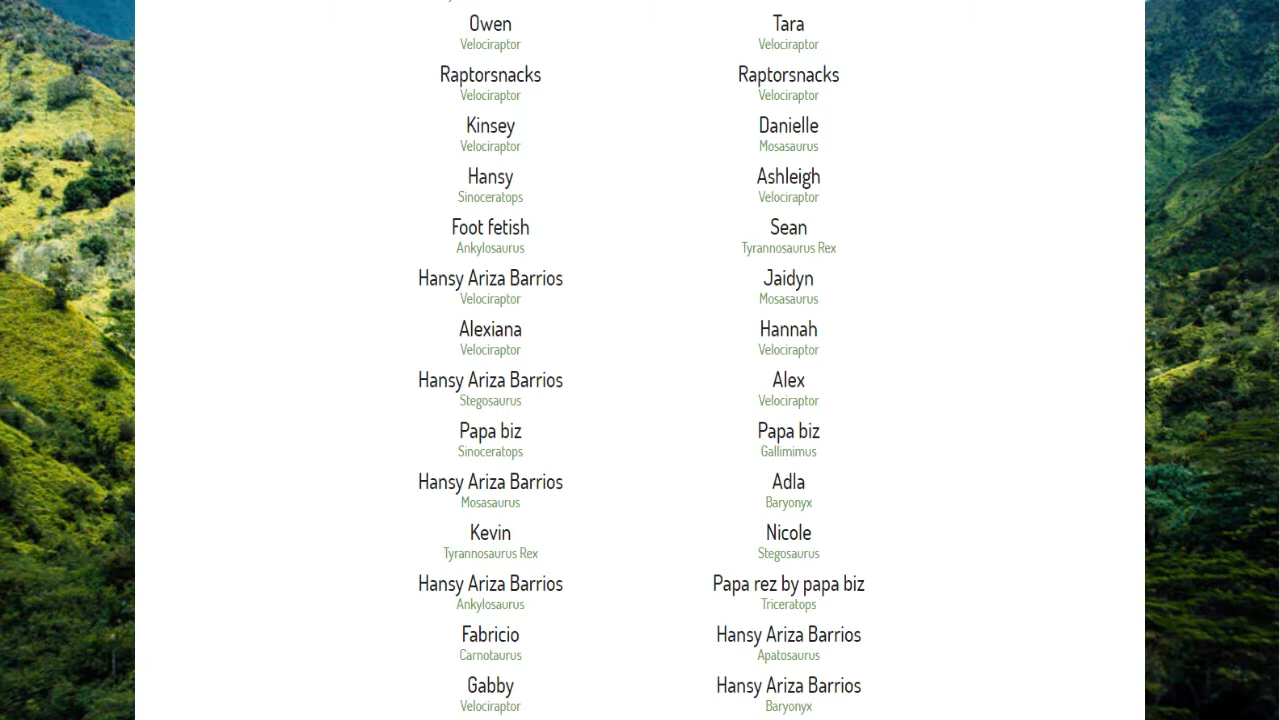 Owen
Velociraptor
Tara
Velociraptor
Raptorsnacks
Velociraptor
Raptorsnacks
Velociraptor
Kinsey
Velociraptor
Danielle
Mosasaurus
Hansy
Sinoceratops
Ashleigh
Velociraptor
Foot fetish
Ankylosaurus
Sean
Tyrannosaurus Rex
Hansy Ariza Barrios
Velociraptor
Jaidyn
Mosasaurus
Alexiana
Velociraptor
Hannah
Velociraptor
Hansy Ariza Barrios
Stegosaurus
Alex
Velociraptor
Papa biz
Sinoceratops
Papa biz
Gallimimus
Hansy Ariza Barrios
Mosasaurus
Adla
Baryonyx
Kevin
Tyrannosaurus Rex
Nicole
Stegosaurus
Hansy Ariza Barrios
Ankylosaurus
Papa rez by papa biz
Triceratops
Fabricio
Carnotaurus
Hansy Ariza Barrios
Apatosaurus
Gabby
Velociraptor
Hansy Ariza Barrios
Baryonyx